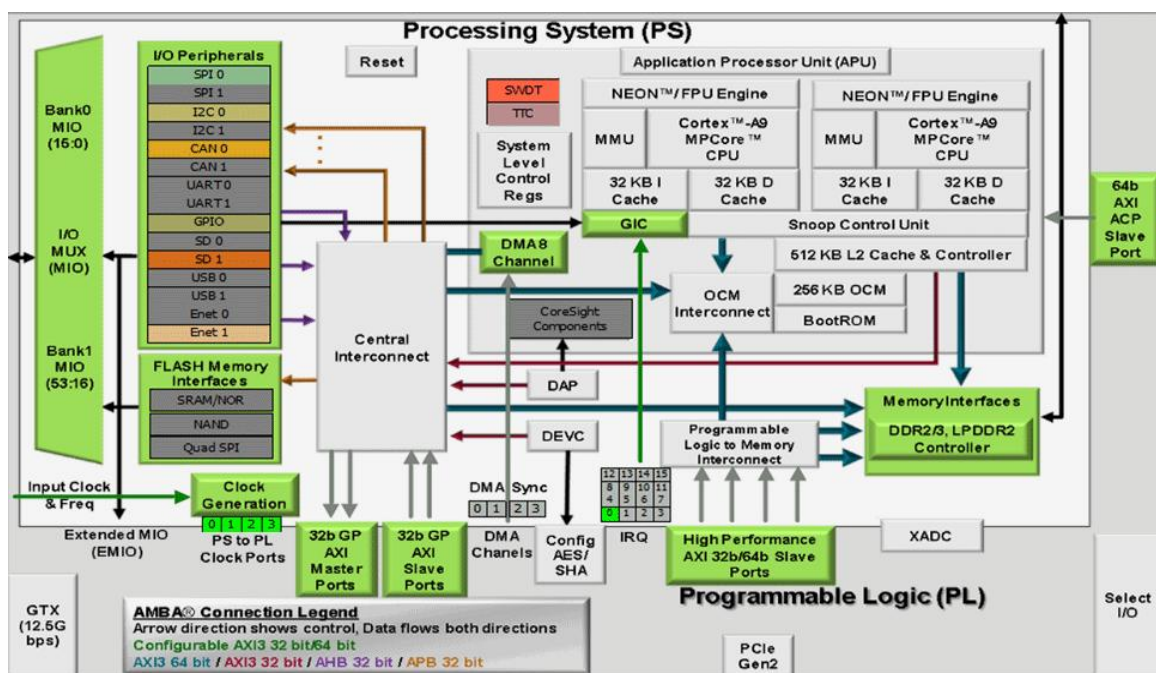 Processing System (PS)
I/O Peripherals
SPI 0
SPI 1
I2C 0
I2C 1
CAN 0
CAN 1
UART 0
UART 1
GPIO
SD 0
SD 1
USB 0
USB 1
Enet 0
Enet 1
Bank0
MIO
(15:0)
I/O
MUX
(MIO)
Bank1
MIO
(53:16)
FLASH Memory
Interfaces
SRAM/NOR
NAND
Quad SPI
Input Clock
& Freq
Clock
Generation
0 1 2 3
PS to PL
Clock Ports
Extended MIO
(EMIO)
Reset
Central
Interconnect
SWDT
TTC
System
Level
Control
Regs
Application Processor Unit (APU)
NEON™/FPU Engine
MMU
Cortex™-A9
MPCore™
CPU
32 KB I
Cache
32 KB D
Cache
NEON™/FPU Engine
MMU
Cortex™-A9
MPCore™
CPU
32 KB I
Cache
32 KB D
Cache
GIC
Snoop Control Unit
DMA8
Channel
512 KB L2 Cache & Controller
OCM
Interconnect
256 KB OCM
BootROM
CoreSight
Components
DAP
DEVC
Programmable
Logic to Memory
Interconnect
Memory Interfaces
DDR2/3, LPDDR2
Controller
64b
AXI
ACP
Slave
Port
32b GP
AXI
Master
Ports
32b GP
AXI
Slave
Ports
DMA Sync
0 1 2 3
DMA
Channels
Config
AES/
SHA
12 13 14 15
8 9 10 11
4 5 6 7
0 1 2 3
IRQ
High Performance
AXI 32b/64b Slave
Ports
XADC
Programmable Logic (PL)
GTX
(12.5G
bps)
AMBA® Connection Legend
Arrow direction shows control, Data flows both directions
Configurable AXI3 32 bit/64 bit
AXI3 64 bit / AXI3 32 bit / AHB 32 bit / APB 32 bit
PCIe
Gen2
Select
I/O